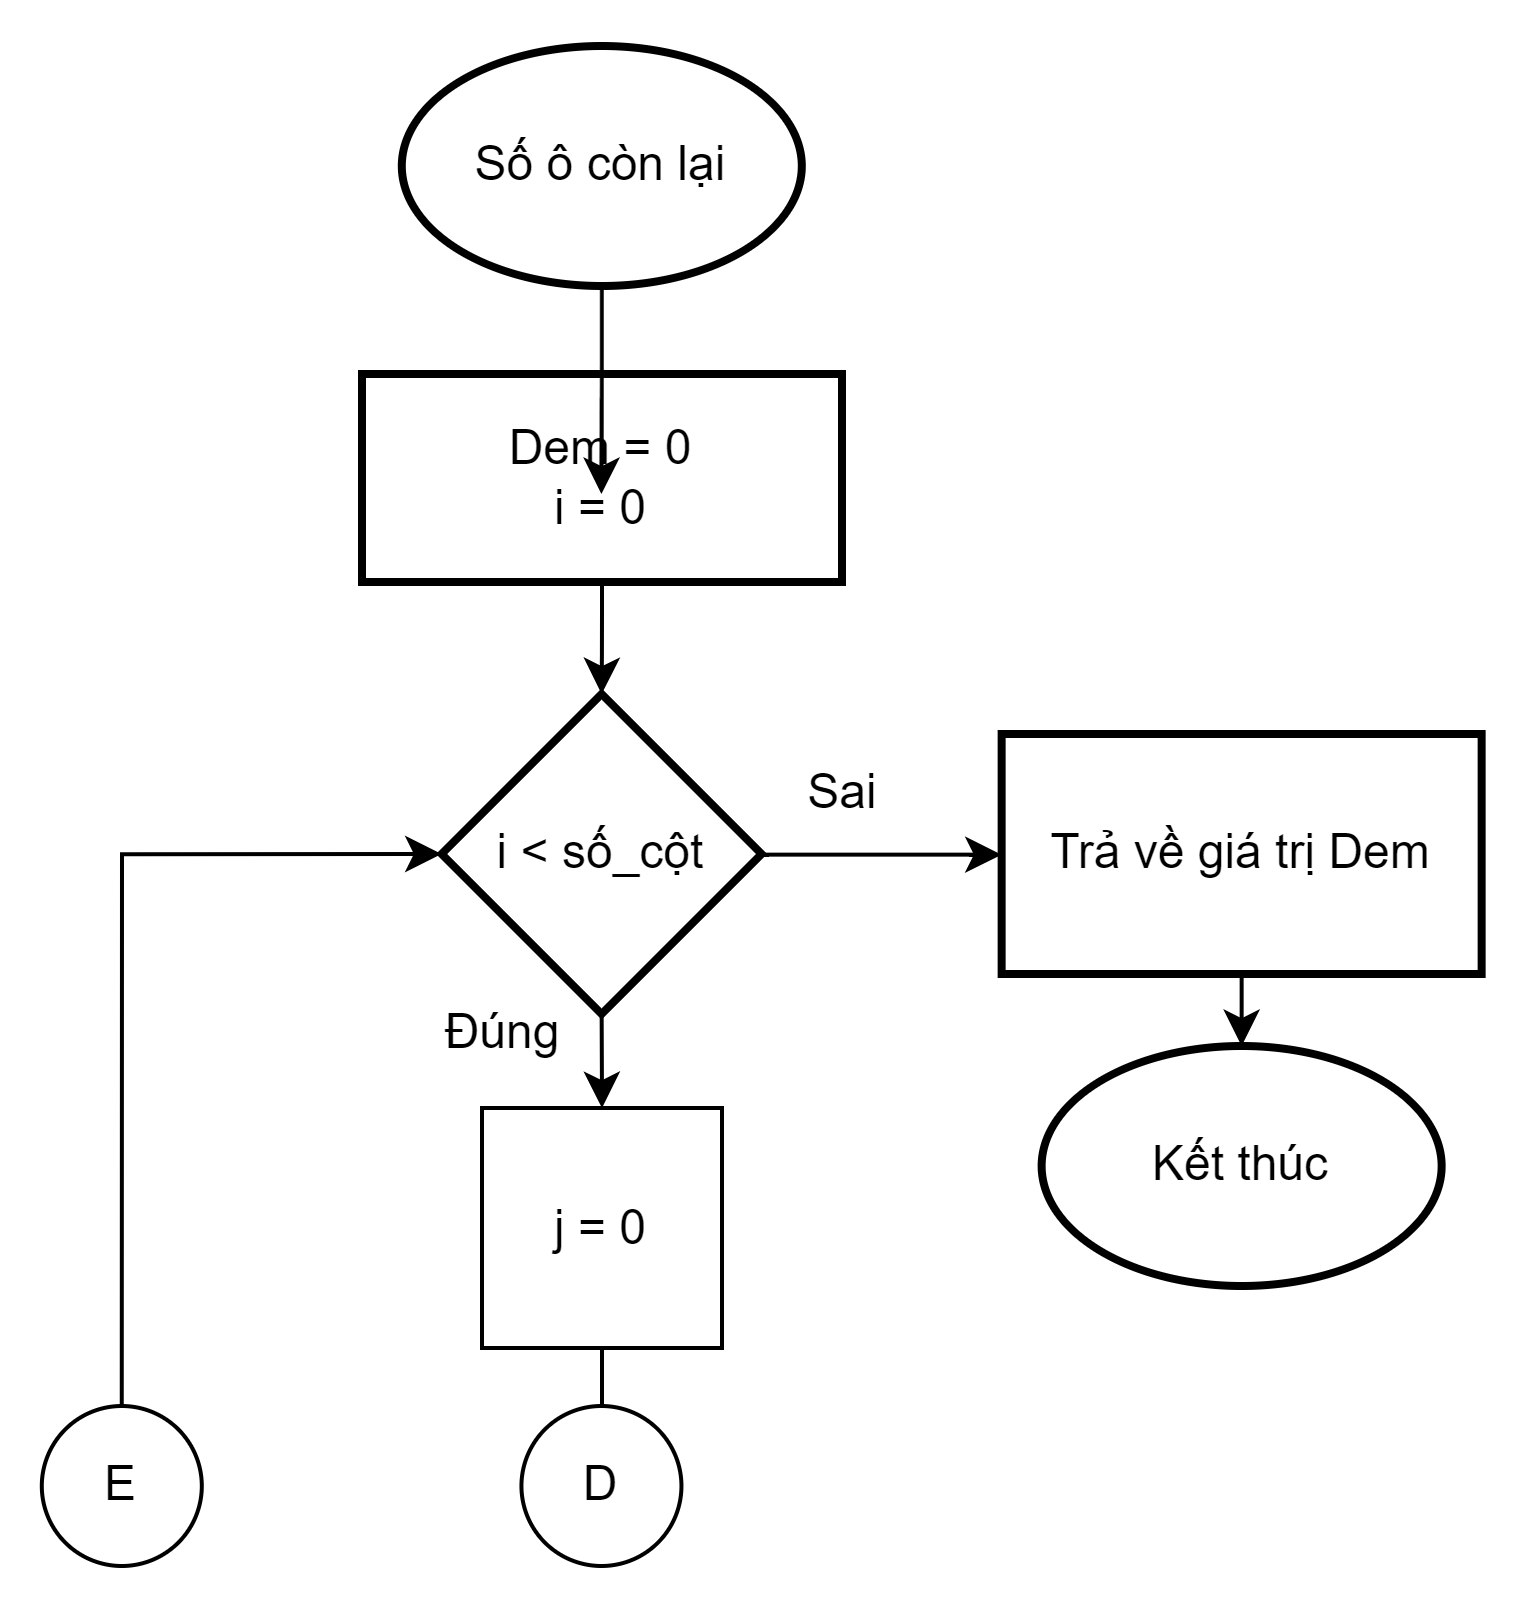 Số ô còn lại
Dem = 0
i = 0
i < số_cột
Sai
Trả về giá trị Dem
Đúng
Kết thúc
j = 0
E
D